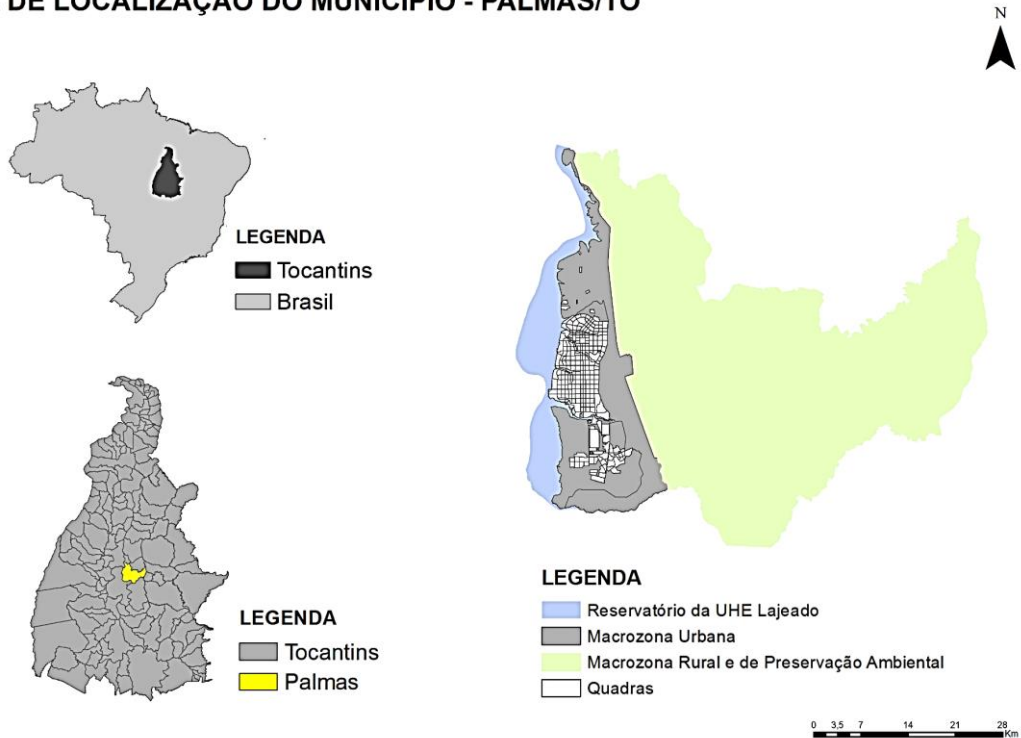 DE LOCALIZAÇÃO DO MUNICÍPIO - PALMAS/TO
N
LEGENDA
Tocantins
Brasil
LEGENDA
Tocantins
Palmas
LEGENDA
Reservatório da UHE Lajeado
Macrozona Urbana
Macrozona Rural e de Preservação Ambiental
Quadras
0 3,5 7 14 21 28
Km